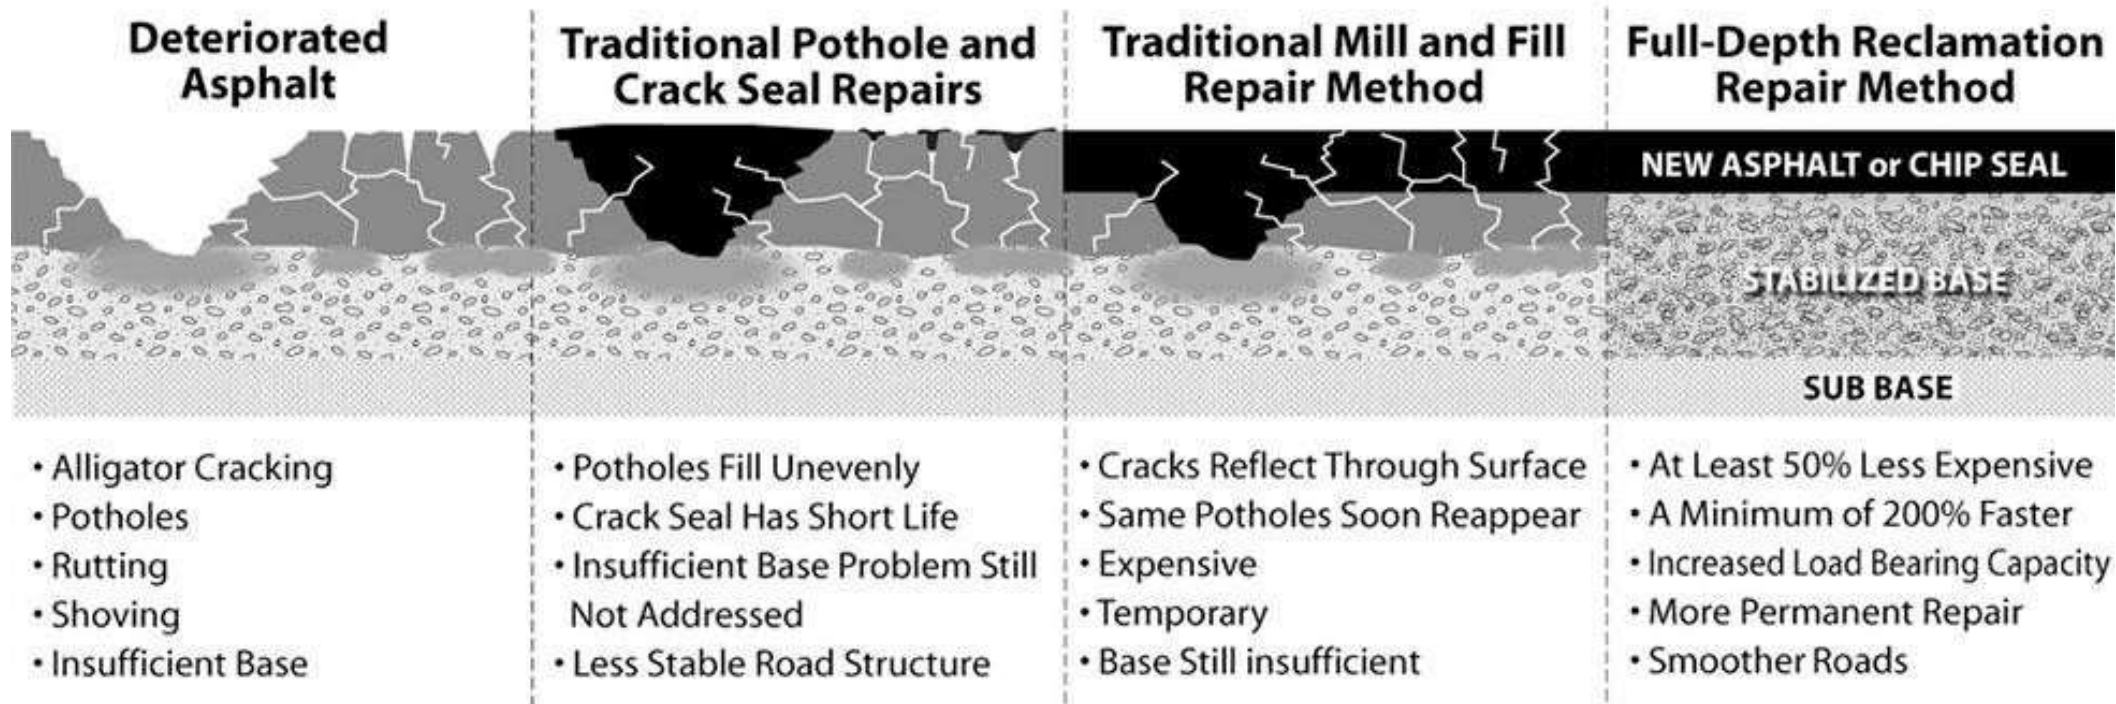 Deteriorated
Asphalt
• Alligator Cracking
• Potholes
• Rutting
• Shoving
• Insufficient Base
Traditional Pothole and
Crack Seal Repairs
• Potholes Fill Unevenly
• Crack Seal Has Short Life
• Insufficient Base Problem Still
Not Addressed
• Less Stable Road Structure
Traditional Mill and Fill
Repair Method
• Cracks Reflect Through Surface
• Same Potholes Soon Reappear
• Expensive
• Temporary
• Base Still insufficient
Full-Depth Reclamation
Repair Method
NEW ASPHALT or CHIP SEAL
STABILIZED BASE
SUB BASE
• At Least 50% Less Expensive
• A Minimum of 200% Faster
• Increased Load Bearing Capacity
• More Permanent Repair
• Smoother Roads